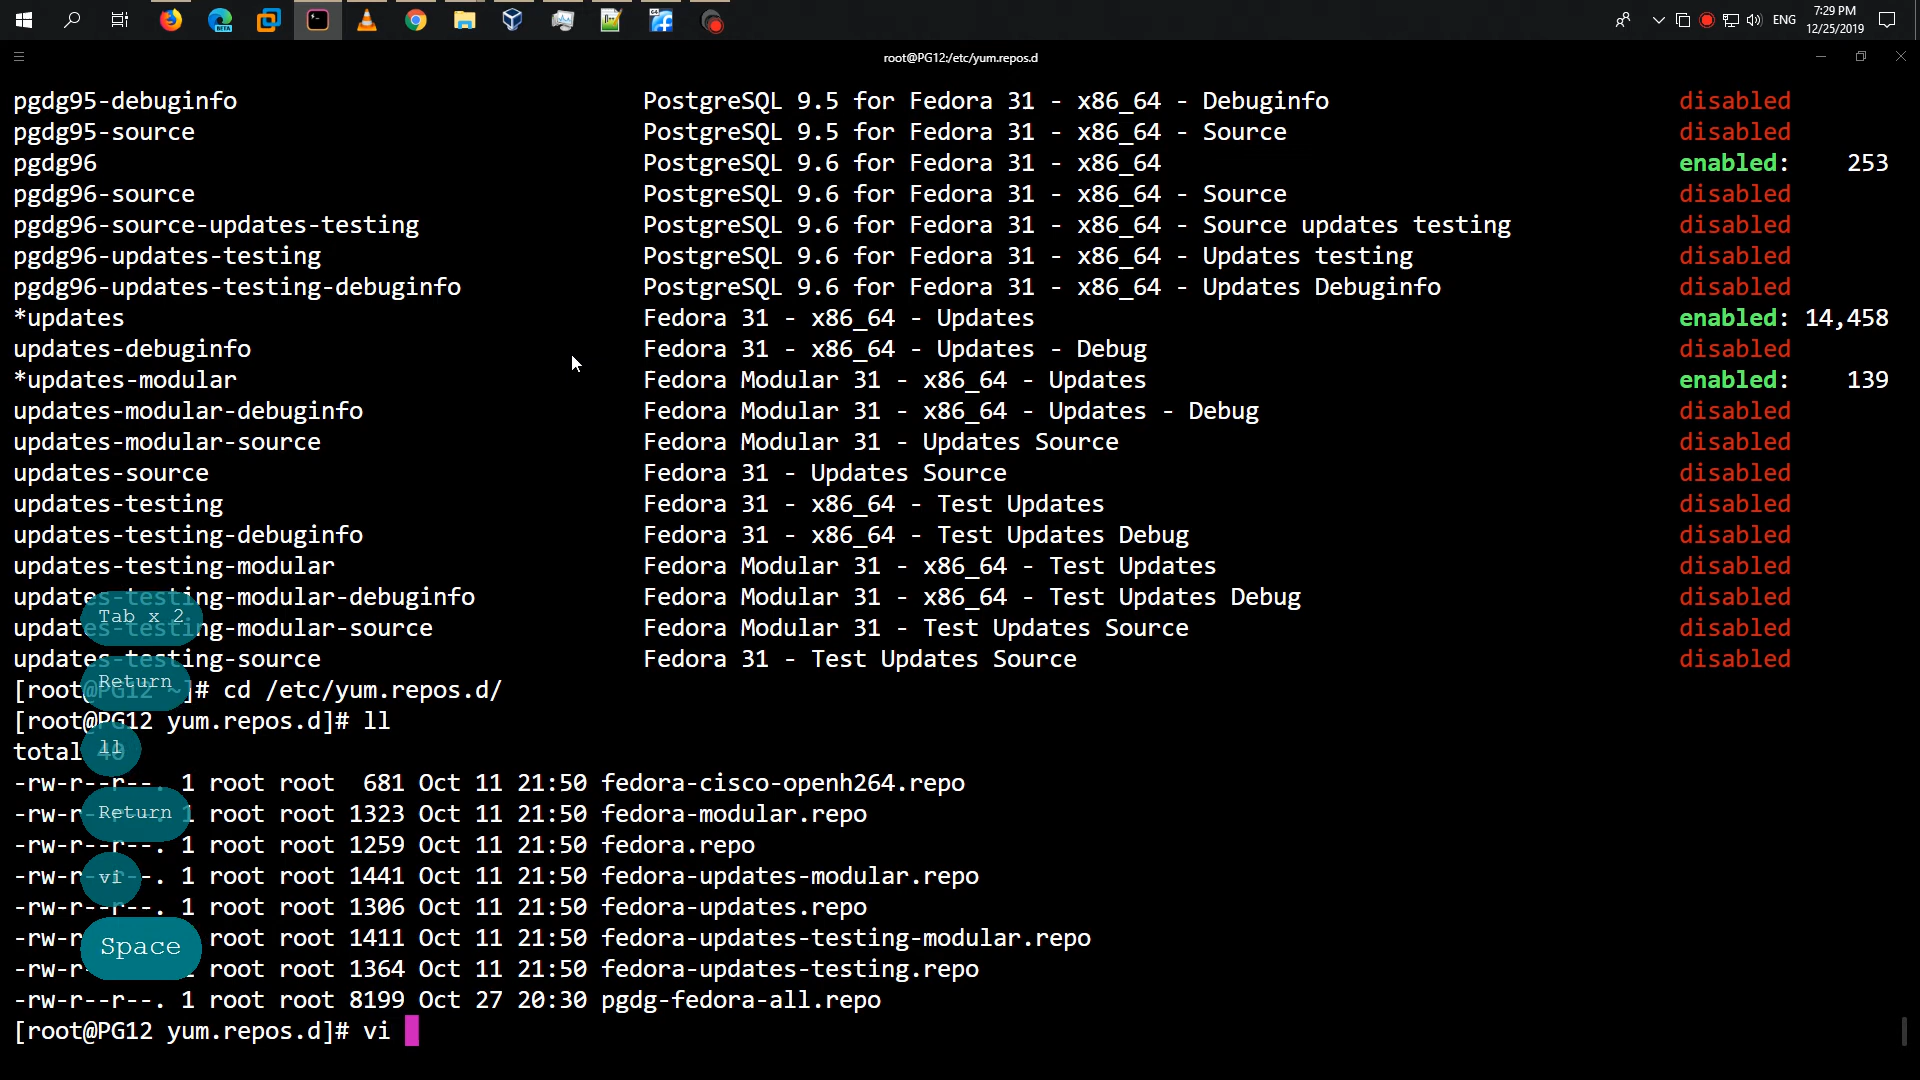 ENG
7:29 PM
12/25/2019
root@PG12:/etc/yum.repos.d
pgdg95-debuginfo PostgreSQL 9.5 for Fedora 31 - x86_64 - Debuginfo disabled
pgdg95-source PostgreSQL 9.5 for Fedora 31 - x86_64 - Source disabled
pgdg96 PostgreSQL 9.6 for Fedora 31 - x86_64 enabled: 253
pgdg96-source PostgreSQL 9.6 for Fedora 31 - x86_64 - Source disabled
pgdg96-source-updates-testing PostgreSQL 9.6 for Fedora 31 - x86_64 - Source updates testing disabled
pgdg96-updates-testing PostgreSQL 9.6 for Fedora 31 - x86_64 - Updates testing disabled
pgdg96-updates-testing-debuginfo PostgreSQL 9.6 for Fedora 31 - x86_64 - Updates Debuginfo disabled
*updates Fedora 31 - x86_64 - Updates enabled: 14,458
updates-debuginfo Fedora 31 - x86_64 - Updates - Debug disabled
*updates-modular Fedora Modular 31 - x86_64 - Updates enabled: 139
updates-modular-debuginfo Fedora Modular 31 - x86_64 - Updates - Debug disabled
updates-modular-source Fedora Modular 31 - Updates Source disabled
updates-source Fedora 31 - Updates Source disabled
updates-testing Fedora 31 - x86_64 - Test Updates disabled
updates-testing-debuginfo Fedora 31 - x86_64 - Test Updates Debug disabled
updates-testing-modular Fedora Modular 31 - x86_64 - Test Updates disabled
updates-testing-modular-debuginfo Fedora Modular 31 - x86_64 - Test Updates Debug disabled
Tab x 2
updates-testing-modular-source Fedora Modular 31 - Test Updates Source disabled
updates-testing-source Fedora 31 - Test Updates Source disabled
Return
[root@PG12 ~]# cd /etc/yum.repos.d/
[root@PG12 yum.repos.d]# ll
ll
total 40
-rw-r--r--. 1 root root 681 Oct 11 21:50 fedora-cisco-openh264.repo
Return
-rw-r--r--. 1 root root 1323 Oct 11 21:50 fedora-modular.repo
-rw-r--r--. 1 root root 1259 Oct 11 21:50 fedora.repo
vi
-rw-r--r--. 1 root root 1441 Oct 11 21:50 fedora-updates-modular.repo
-rw-r--r--. 1 root root 1306 Oct 11 21:50 fedora-updates.repo
Space
-rw-r root root 1411 Oct 11 21:50 fedora-updates-testing-modular.repo
-rw-r root root 1364 Oct 11 21:50 fedora-updates-testing.repo
-rw-r--r--. 1 root root 8199 Oct 27 20:30 pgdg-fedora-all.repo
[root@PG12 yum.repos.d]# vi